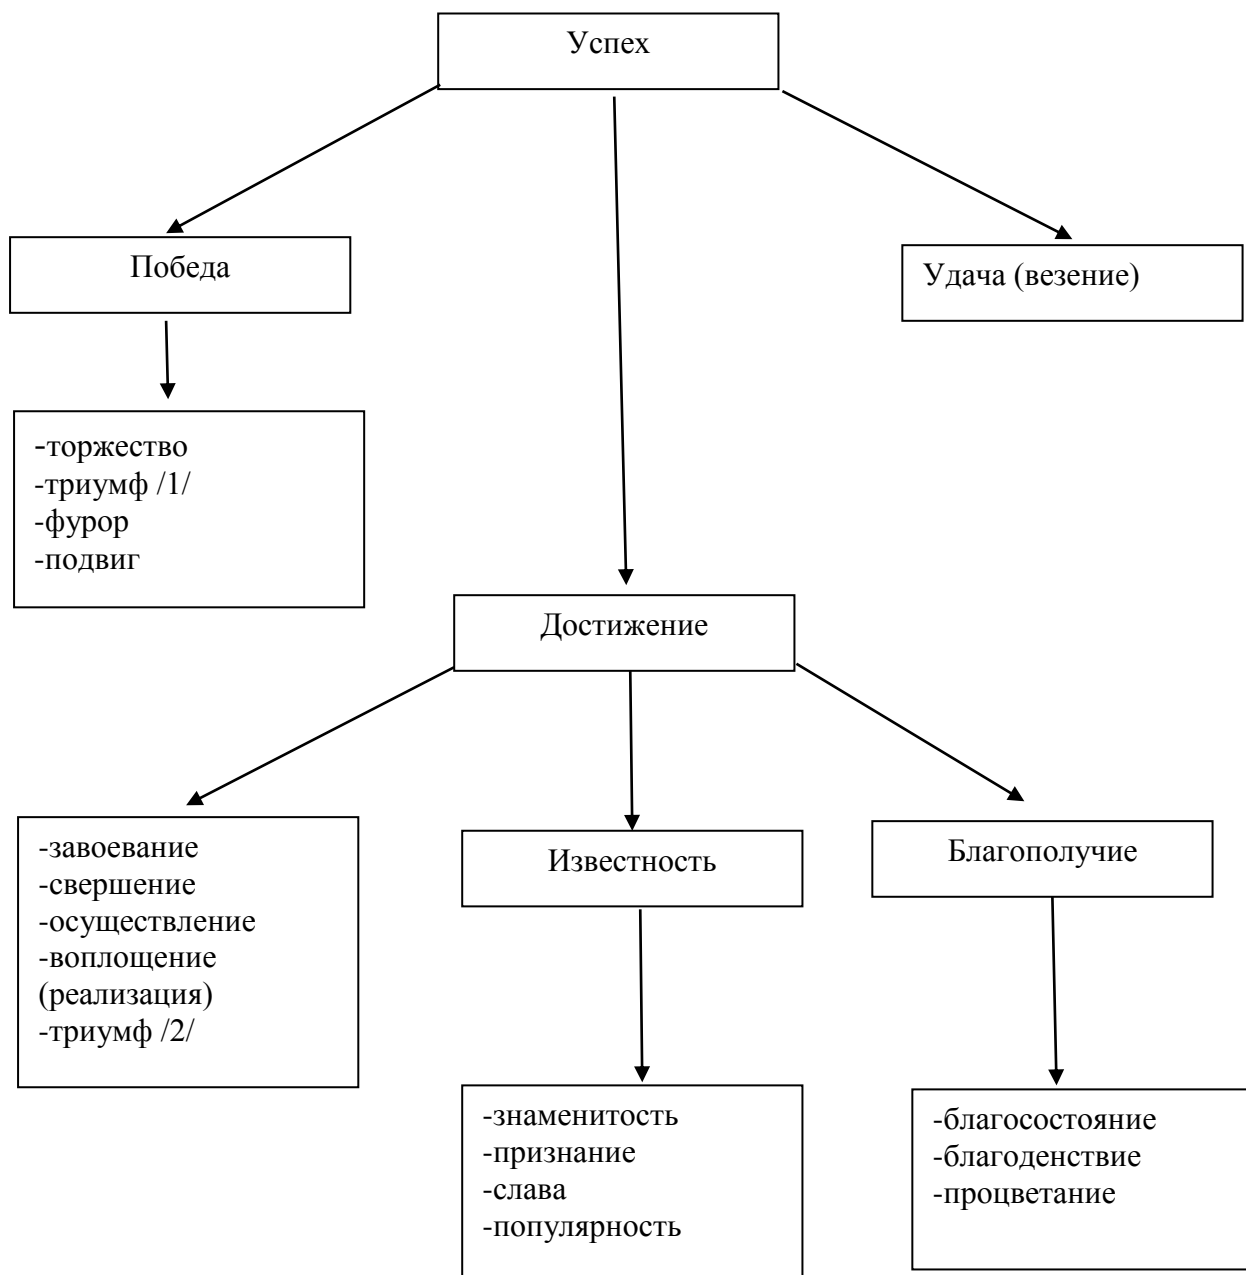 Успех
Победа
Удача (везение)
-торжество
-триумф /1/
-фурор
-подвиг
Достижение
-завоевание
-свершение
-осуществление
-воплощение
(реализация)
-триумф /2/
Известность
Благополучие
-знаменитость
-признание
-слава
-популярность
-благосостояние
-благоденствие
-процветание